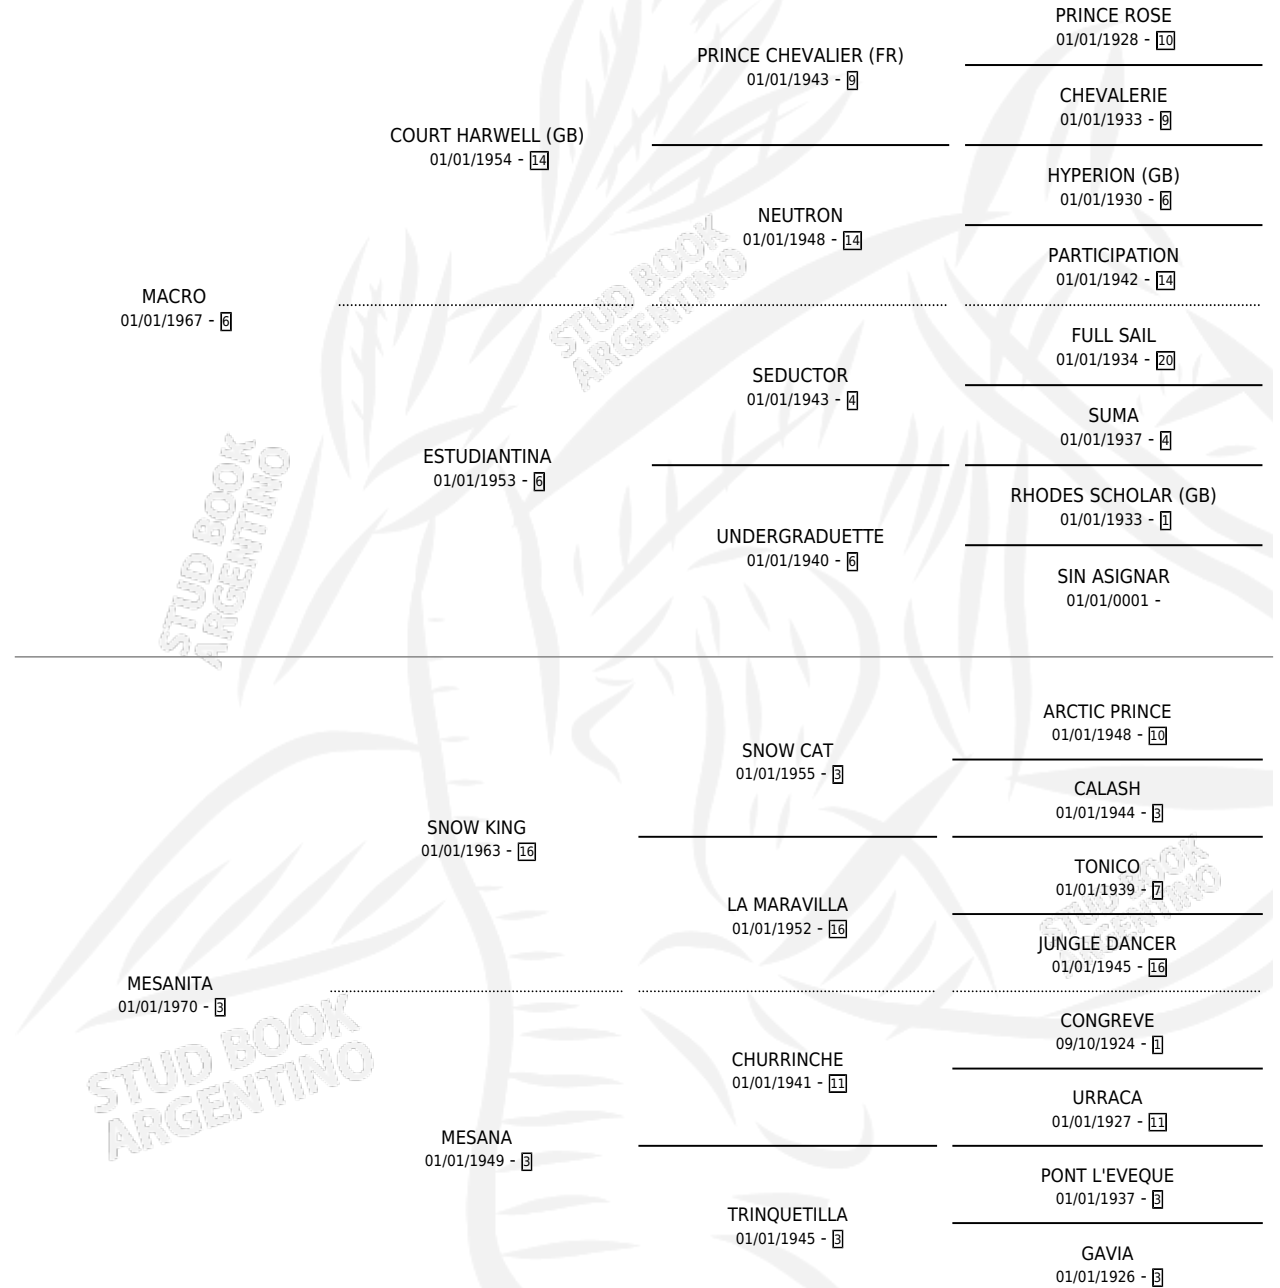 PRINCE ROSE
01/01/1928 - 10
PRINCE CHEVALIER (FR)
01/01/1943 - 9
CHEVALERIE
01/01/1933 - 9
COURT HARWELL (GB)
01/01/1954 - 14
HYPERION (GB)
01/01/1930 - 6
NEUTRON
01/01/1948 - 14
PARTICIPATION
01/01/1942 - 14
MACRO
01/01/1967 - 6
FULL SAIL
01/01/1934 - 20
SEDUCTOR
01/01/1943 - 4
SUMA
01/01/1937 - 4
ESTUDIANTINA
01/01/1953 - 6
RHODES SCHOLAR (GB)
01/01/1933 - 1
UNDERGRADUETTE
01/01/1940 - 6
SIN ASIGNAR
01/01/0001 -
ARCTIC PRINCE
01/01/1948 - 10
SNOW CAT
01/01/1955 - 3
CALASH
01/01/1944 - 3
SNOW KING
01/01/1963 - 16
TONICO
01/01/1939 - 7
LA MARAVILLA
01/01/1952 - 16
JUNGLE DANCER
01/01/1945 - 16
MESANITA
01/01/1970 - 3
CONGREVE
09/10/1924 - 1
CHURRINCHE
01/01/1941 - 11
URRACA
01/01/1927 - 11
MESANA
01/01/1949 - 3
PONT L'EVEQUE
01/01/1937 - 3
TRINQUETILLA
01/01/1945 - 3
GAVIA
01/01/1926 - 3
STUD BOOK
ARGENTINO
STUD BOOK
ARGENTINO
STUD BOOK
ARGENTINO
STUD BOOK
ARGENTINO